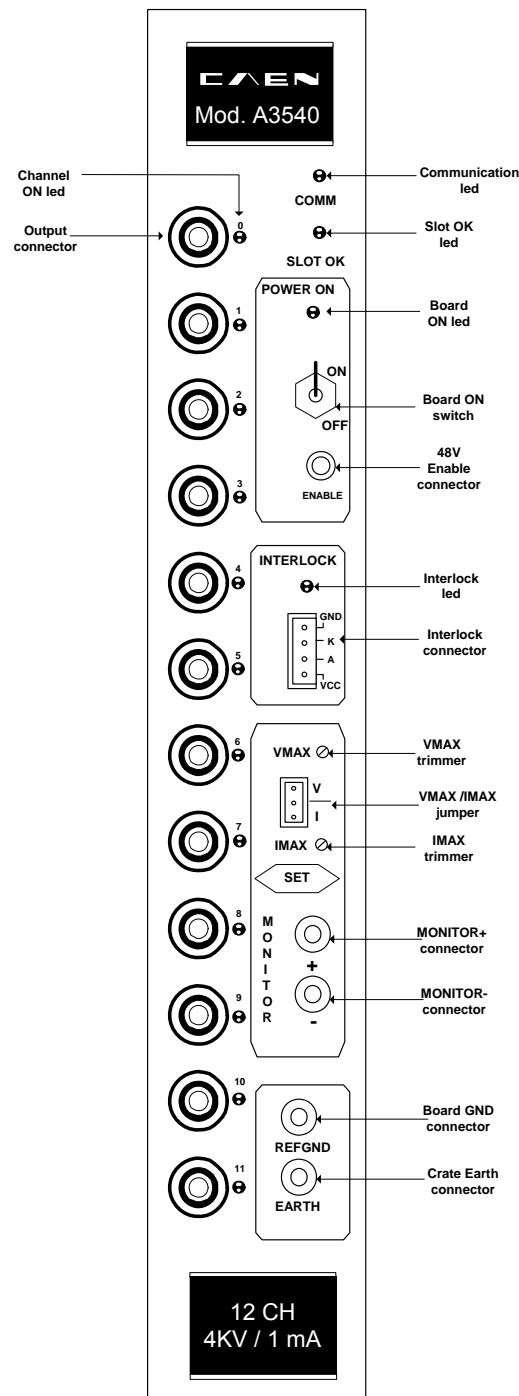 CAEN
Mod. A3540
Channel
ON led
Output
connector
COMM
SLOT OK
Communication
led
Slot OK
led
0
1
2
3
4
5
6
7
8
9
10
11
POWER ON
ON
OFF
ENABLE
Board
ON led
Board ON
switch
48V
Enable
connector
INTERLOCK
GND
K
A
VCC
Interlock
led
Interlock
connector
VMAX
V
I
IMAX
SET
VMAX
trimmer
VMAX /IMAX
jumper
IMAX
trimmer
MONITOR
+
-
MONITOR+
connector
MONITOR-
connector
REFGND
EARTH
Board GND
connector
Crate Earth
connector
12 CH
4KV / 1 mA